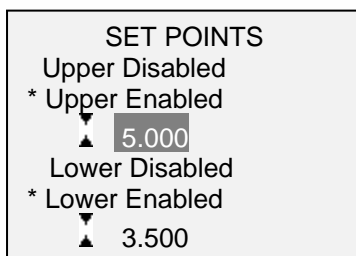 SET POINTS
Upper Disabled
* Upper Enabled
5.000
Lower Disabled
* Lower Enabled
3.500